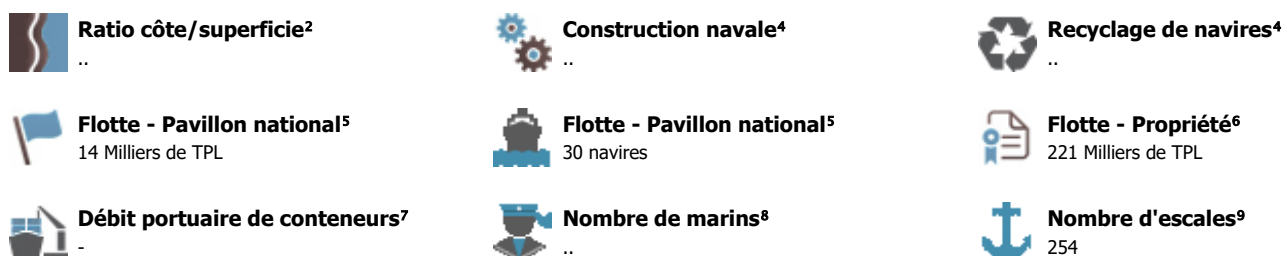 Ratio côte/superficie²
..
Construction navale⁴
..
Recyclage de navires⁴
..
Flotte - Pavillon national⁵
14 Milliers de TPL
Flotte - Pavillon national⁵
30 navires
Flotte - Propriété⁶
221 Milliers de TPL
Débit portuaire de conteneurs⁷
-
Nombre de marins⁸
..
Nombre d'escales⁹
254